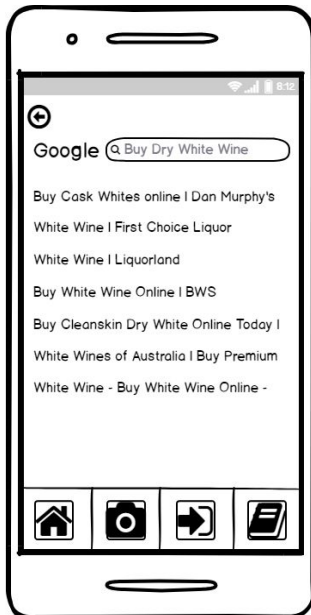 8:12
Google Buy Dry White Wine
Buy Cask Whites online | Dan Murphy's
White Wine | First Choice Liquor
White Wine | Liquorland
Buy White Wine Online | BWS
Buy Cleanskin Dry White Online Today |
White Wines of Australia | Buy Premium
White Wine - Buy White Wine Online -